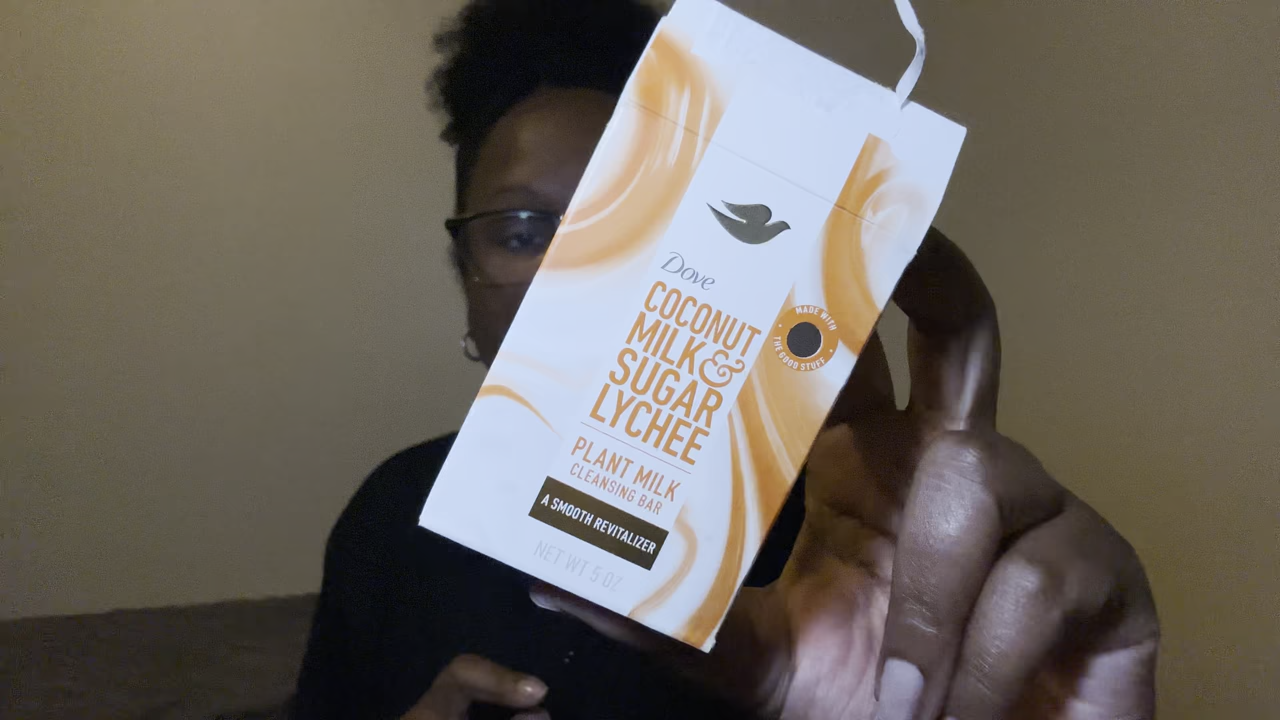 Dove
COCONUT
MILK &
SUGAR
LYCHEE
PLANT MILK
CLEANSING BAR
A SMOOTH REVITALIZER
NET WT 5 OZ
MADE WITH
THE GOOD STUFF